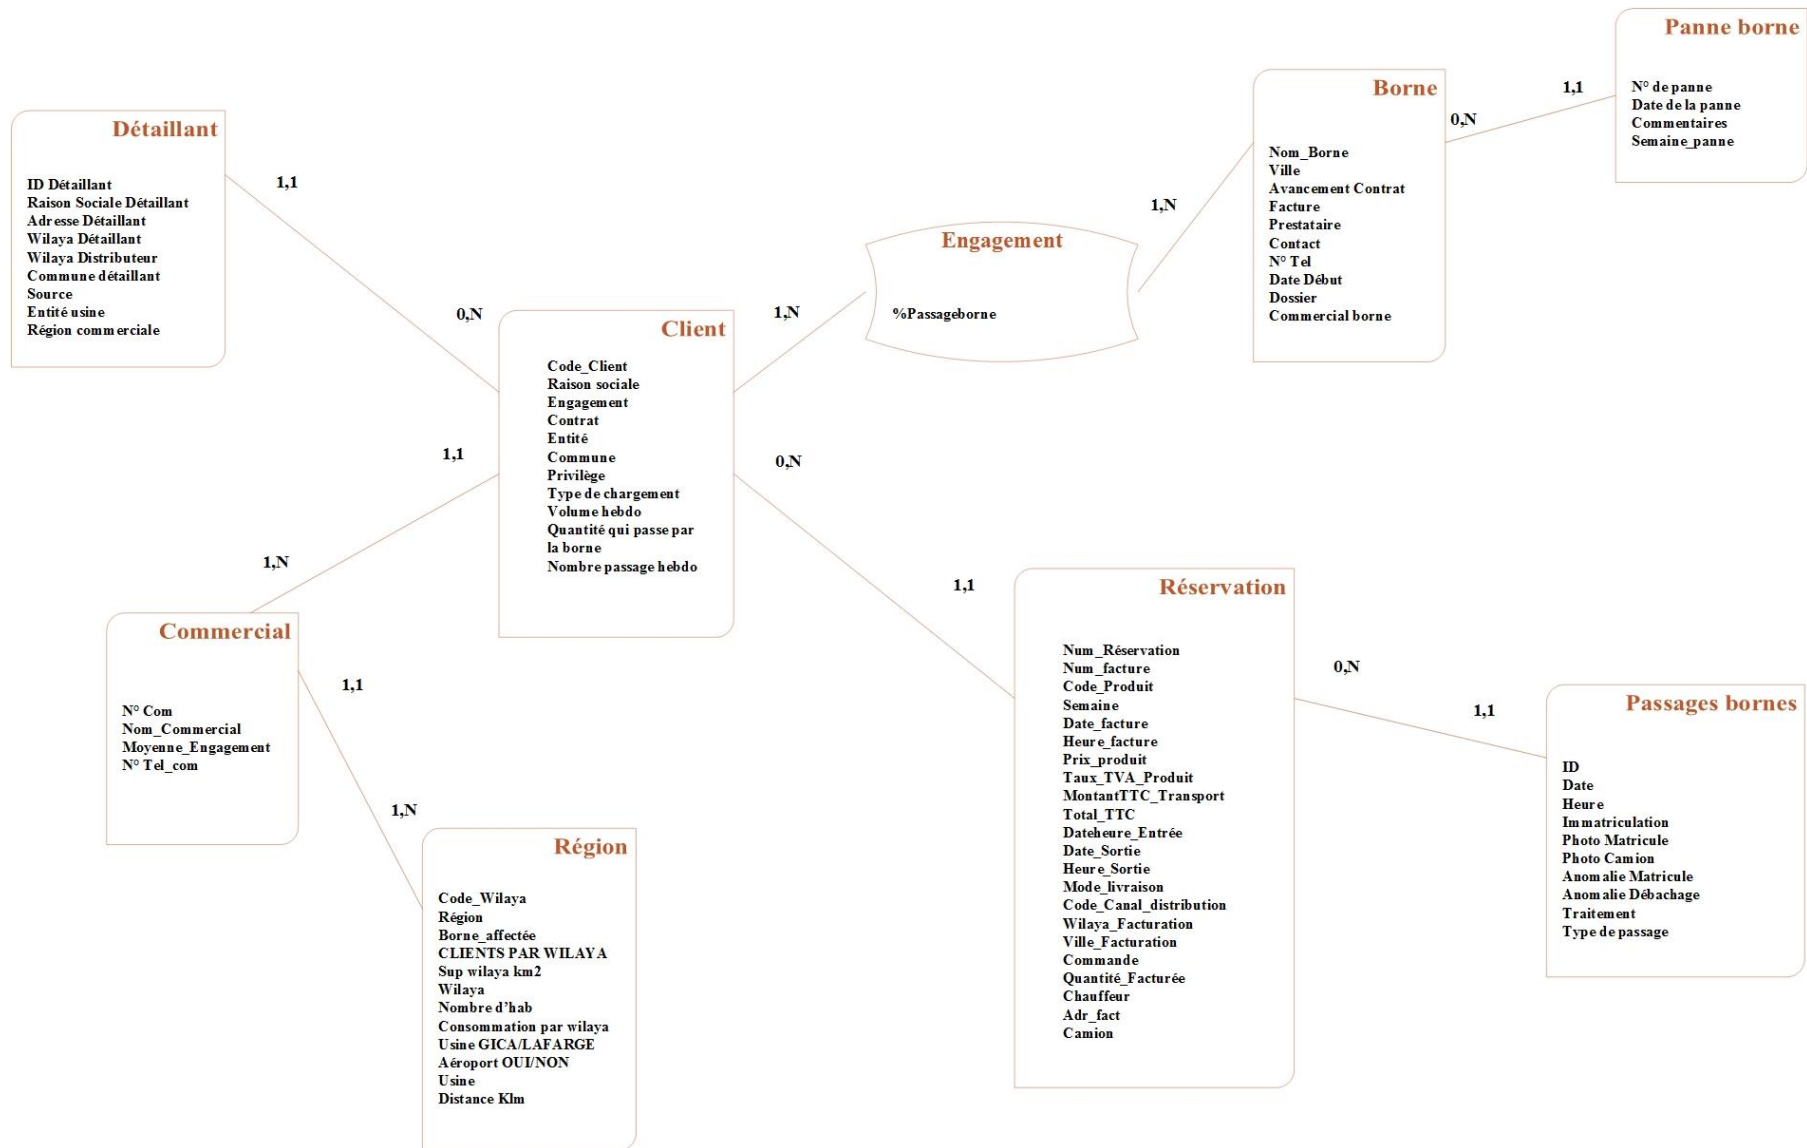 Panne borne
N° de panne
Date de la panne
Commentaires
Semaine_panne
1,1
0,N
Borne
Nom_Borne
Ville
Avancement Contrat
Facture
Prestataire
Contact
N° Tel
Date Début
Dossier
Commercial borne
1,N
Détaillant
ID Détaillant
Raison Sociale Détaillant
Adresse Détaillant
Wilaya Détaillant
Wilaya Distributeur
Commune détaillant
Source
Entité usine
Région commerciale
1,1
0,N
Engagement
%Passageborne
1,N
Client
Code_Client
Raison sociale
Engagement
Contrat
Entité
Commune
Privilège
Type de chargement
Volume hebdo
Quantité qui passe par
la borne
Nombre passage hebdo
1,1
0,N
1,N
1,1
Commercial
N° Com
Nom_Commercial
Moyenne_Engagement
N° Tel_com
1,1
1,N
Région
Code_Wilaya
Région
Borne_affectée
CLIENTS PAR WILAYA
Sup wilaya km2
Wilaya
Nombre d’hab
Consommation par wilaya
Usine GICA/LAFARGE
Aéroport OUI/NON
Usine
Distance Klm
Réservation
Num_Réservation
Num_facture
Code_Produit
Semaine
Date_facture
Heure_facture
Prix_produit
Taux_TVA_Produit
MontantTTC_Transport
Total_TTC
Dateheure_Entrée
Date_Sortie
Heure_Sortie
Mode_livraison
Code_Canal_distribution
Wilaya_Facturation
Ville_Facturation
Commande
Quantité_Facturée
Chauffeur
Adr_fact
Camion
0,N
1,1
Passages bornes
ID
Date
Heure
Immatriculation
Photo Matricule
Photo Camion
Anomalie Matricule
Anomalie Débachage
Traitement
Type de passage